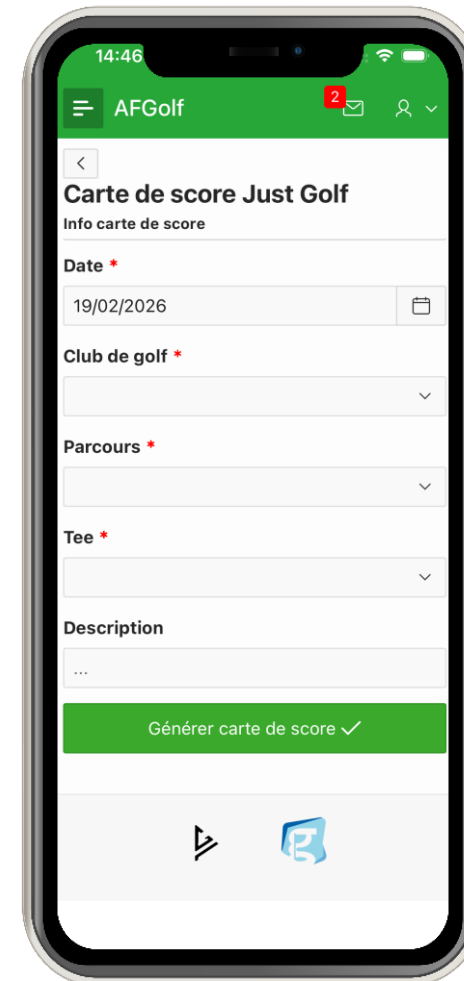 14:46
AFGolf
2
Carte de score Just Golf
Info carte de score
Date *
19/02/2026
Club de golf *
Parcours *
Tee *
Description
...
Générer carte de score
g